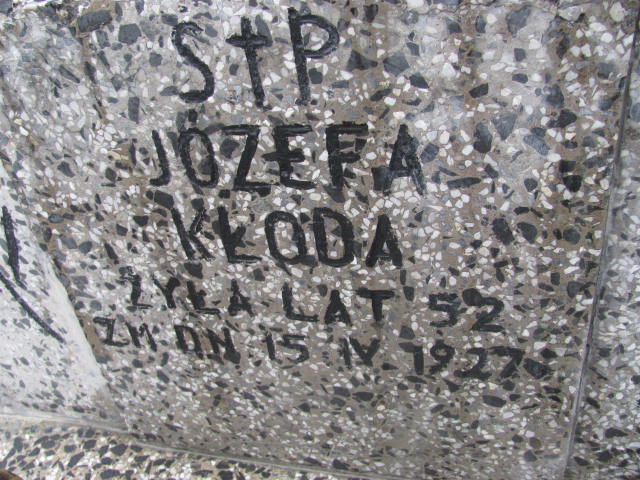 Ś†P
JÓZEFA
KŁODA
ŻYŁA LAT 52
ZM DN 15 IV 1927